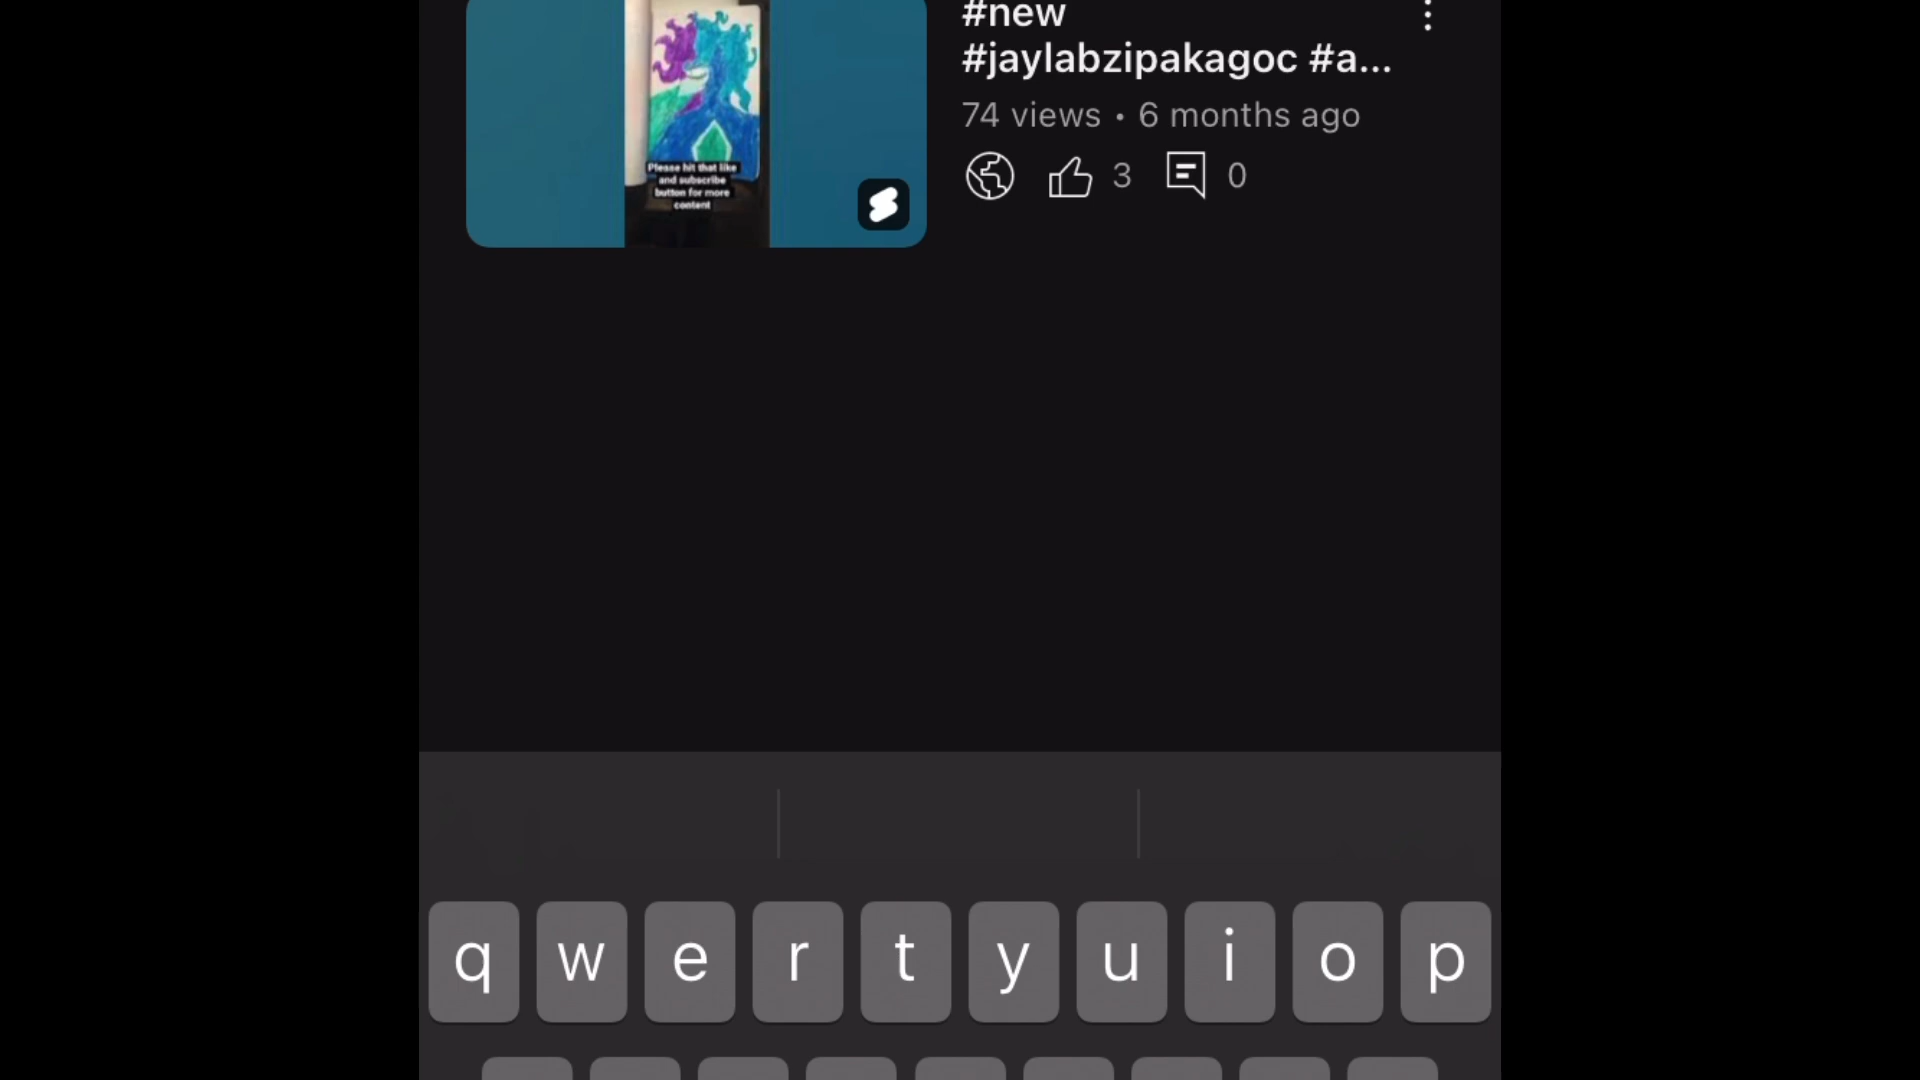 #new
#jaylabzipakagoc #a...
74 views • 6 months ago
3 0
Please hit that like
and subscribe
button for more
content
q w e r t y u i o p